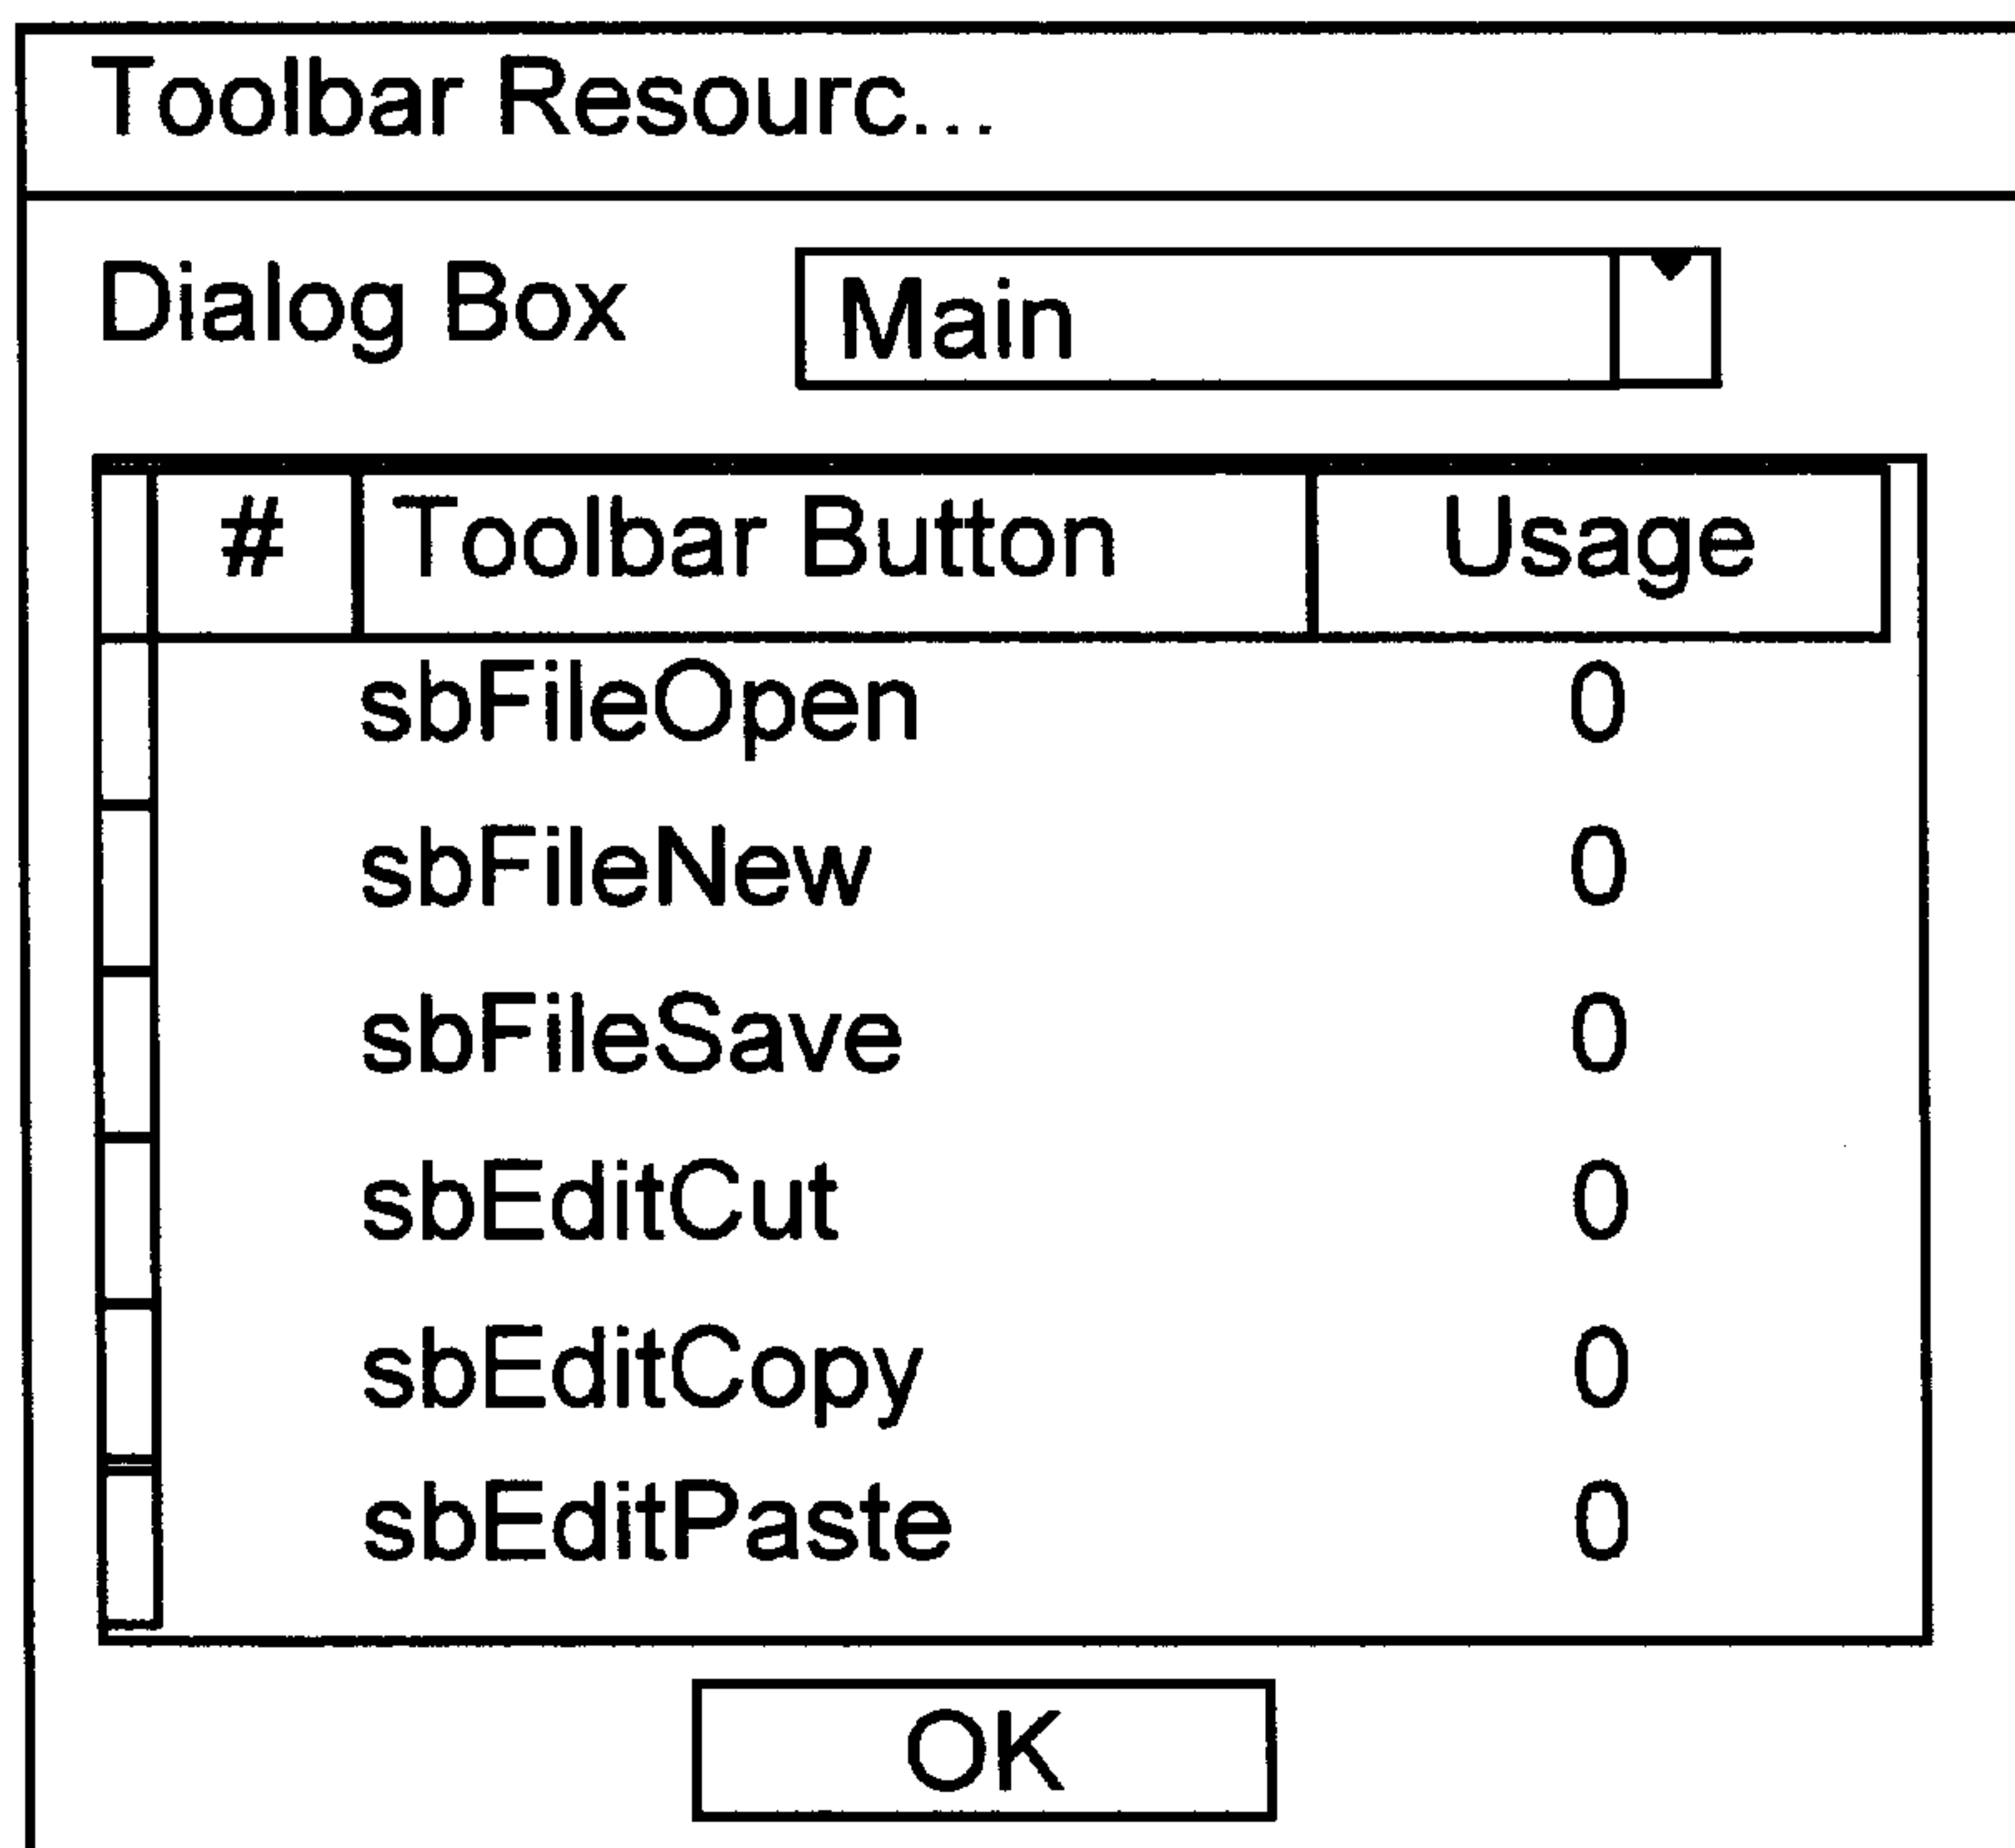 Toolbar Resourc...
Dialog Box Main
# Toolbar Button Usage
sbFileOpen 0
sbFileNew 0
sbFileSave 0
sbEditCut 0
sbEditCopy 0
sbEditPaste 0
OK